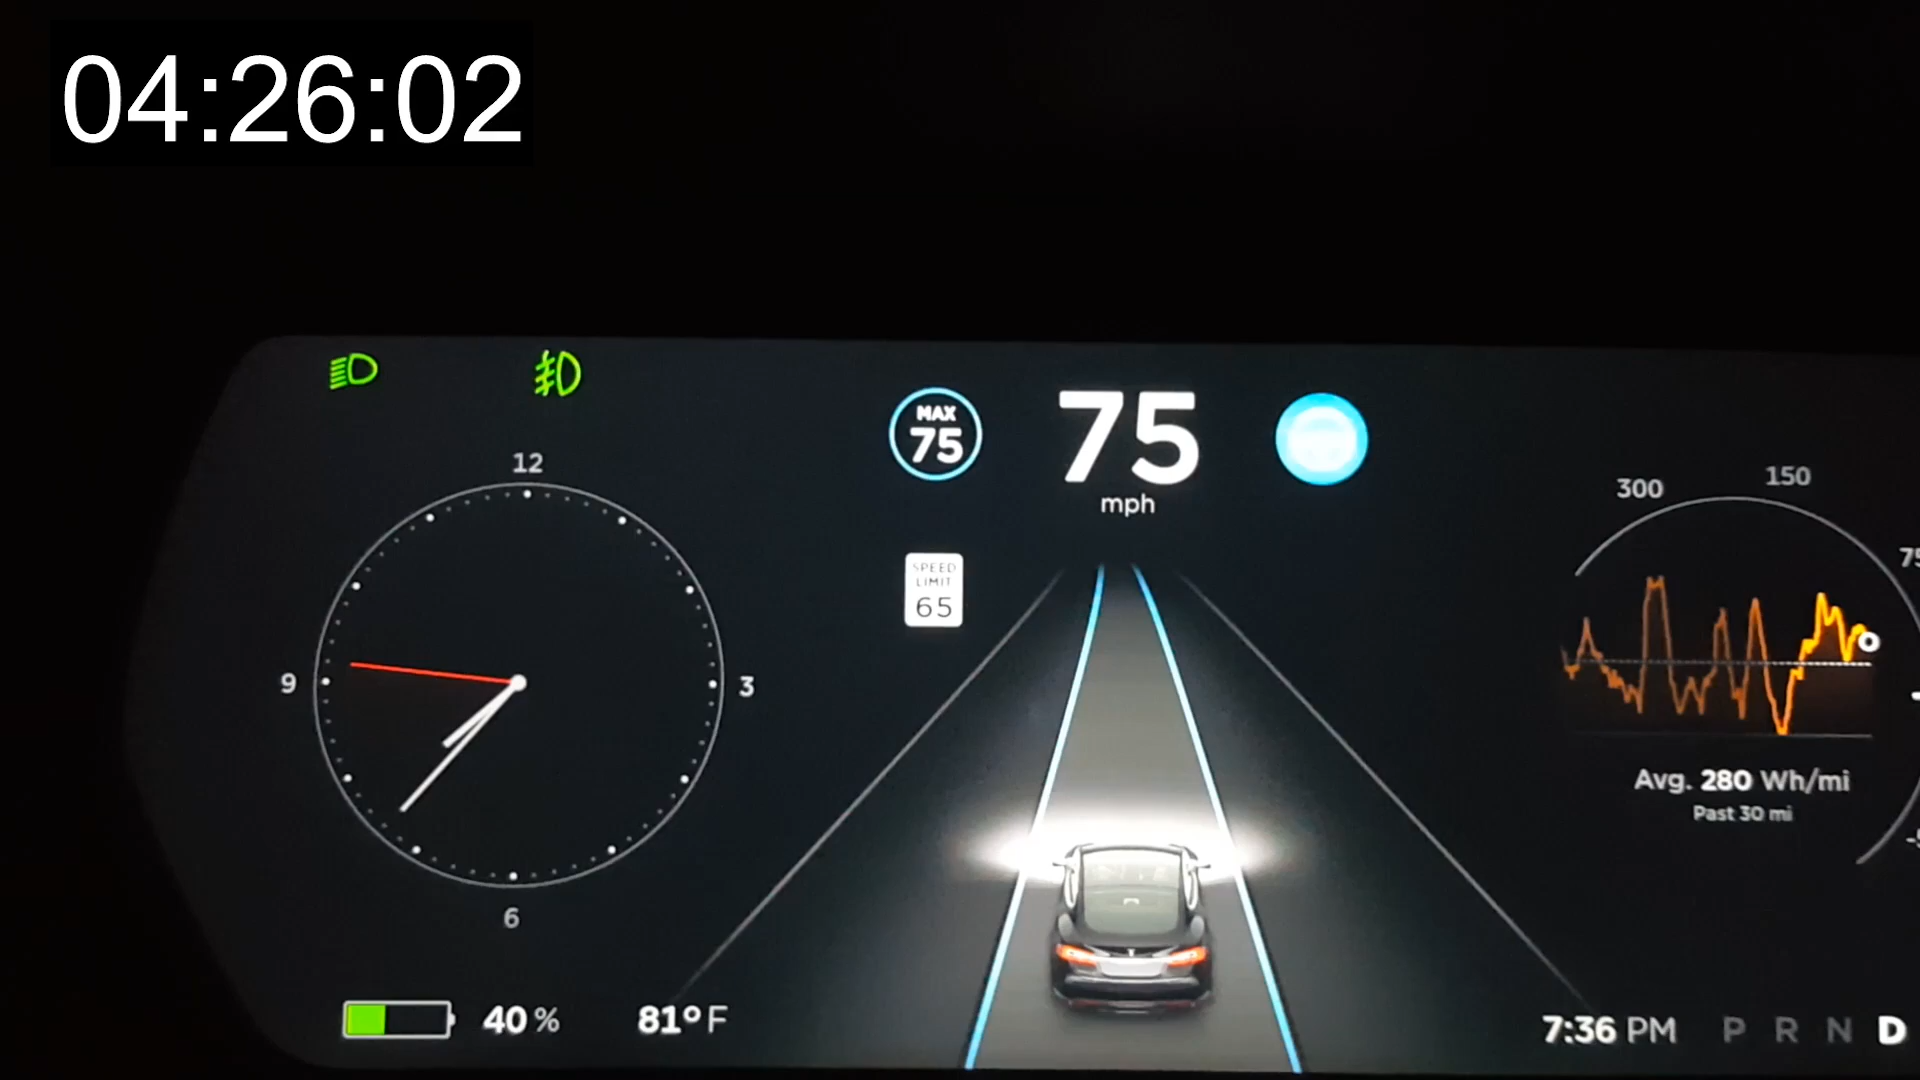 04:26:02
MAX
75
75
mph
SPEED
LIMIT
65
12
9
3
6
300
150
Avg. 280 Wh/mi
Past 30 mi
40 %
81°F
7:36 PM
P R N D